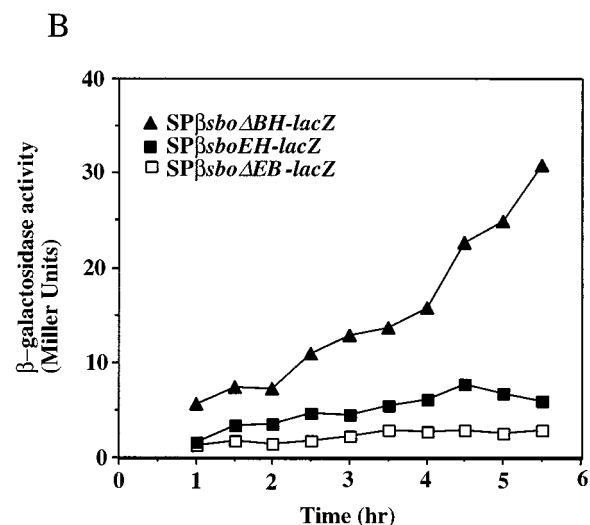 B
β–galactosidase activity
(Miller Units)
40
30
20
10
0
SPβsboΔBH-lacZ
SPβsboEH-lacZ
SPβsboΔEB-lacZ
0 1 2 3 4 5 6
Time (hr)